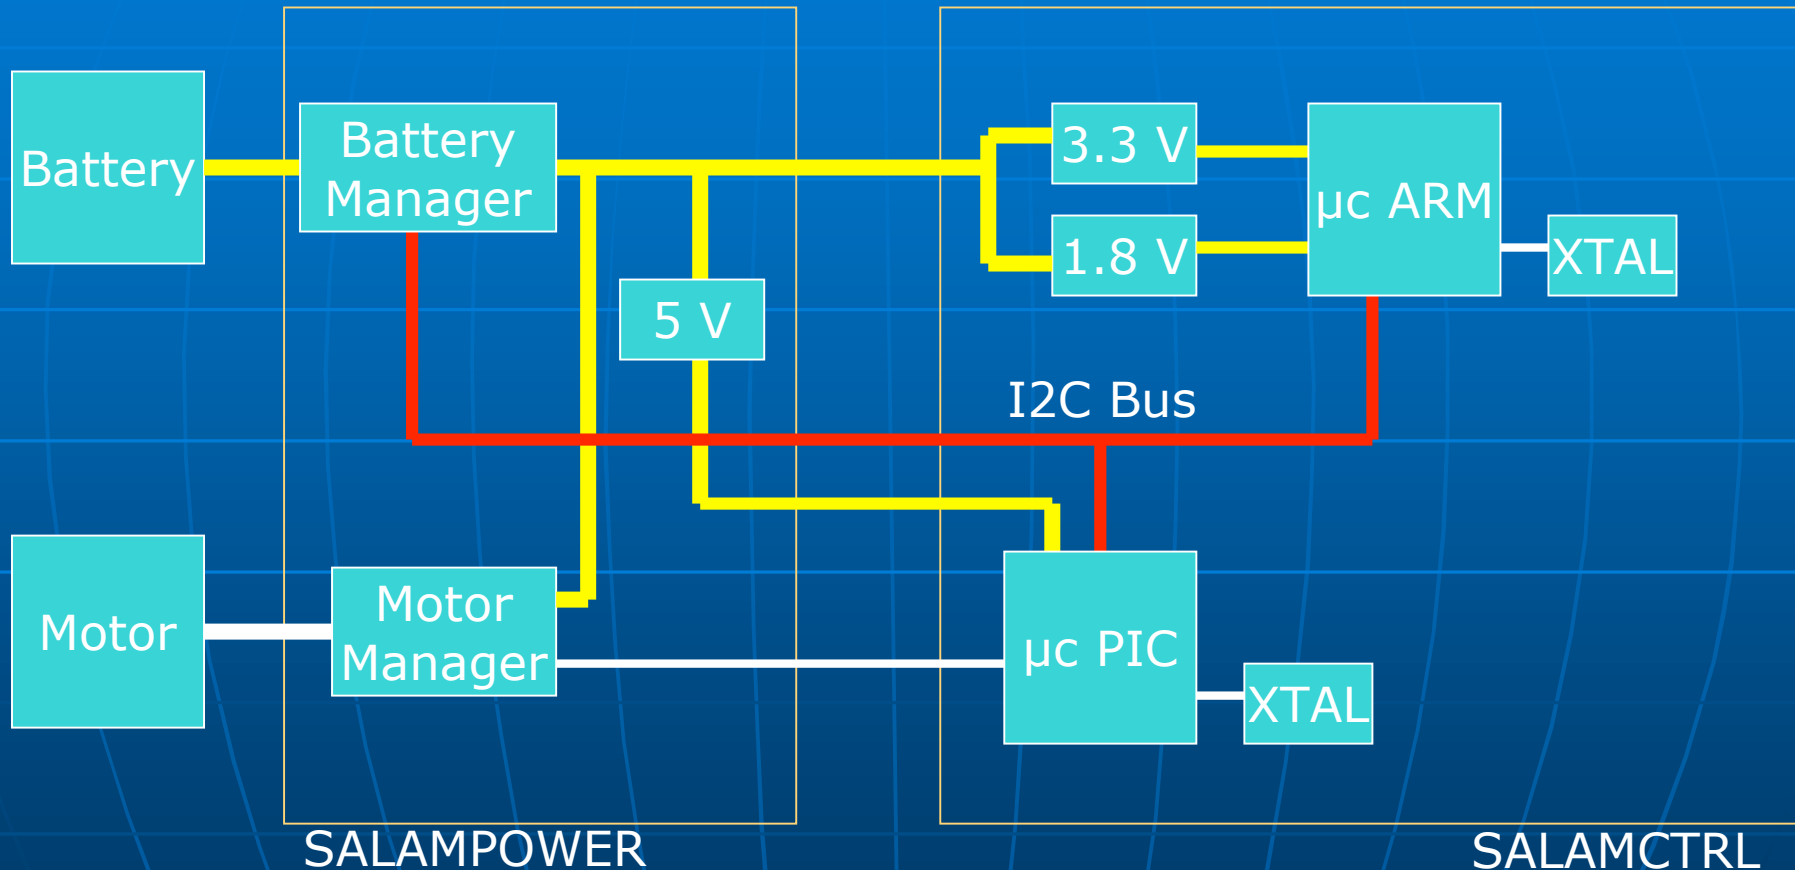 Battery
Battery
Manager
3.3 V
1.8 V
µc ARM
XTAL
5 V
I2C Bus
Motor
Motor
Manager
µc PIC
XTAL
SALAMPOWER
SALAMCTRL